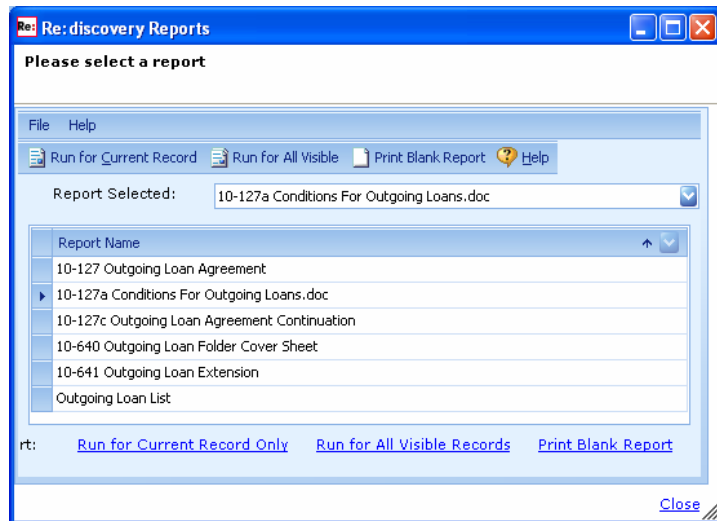 Re: Re:discovery Reports
Please select a report
File Help
Run for Current Record Run for All Visible Print Blank Report Help
Report Selected: 10-127a Conditions For Outgoing Loans.doc
Report Name
10-127 Outgoing Loan Agreement
10-127a Conditions For Outgoing Loans.doc
10-127c Outgoing Loan Agreement Continuation
10-640 Outgoing Loan Folder Cover Sheet
10-641 Outgoing Loan Extension
Outgoing Loan List
rt: Run for Current Record Only Run for All Visible Records Print Blank Report
Close